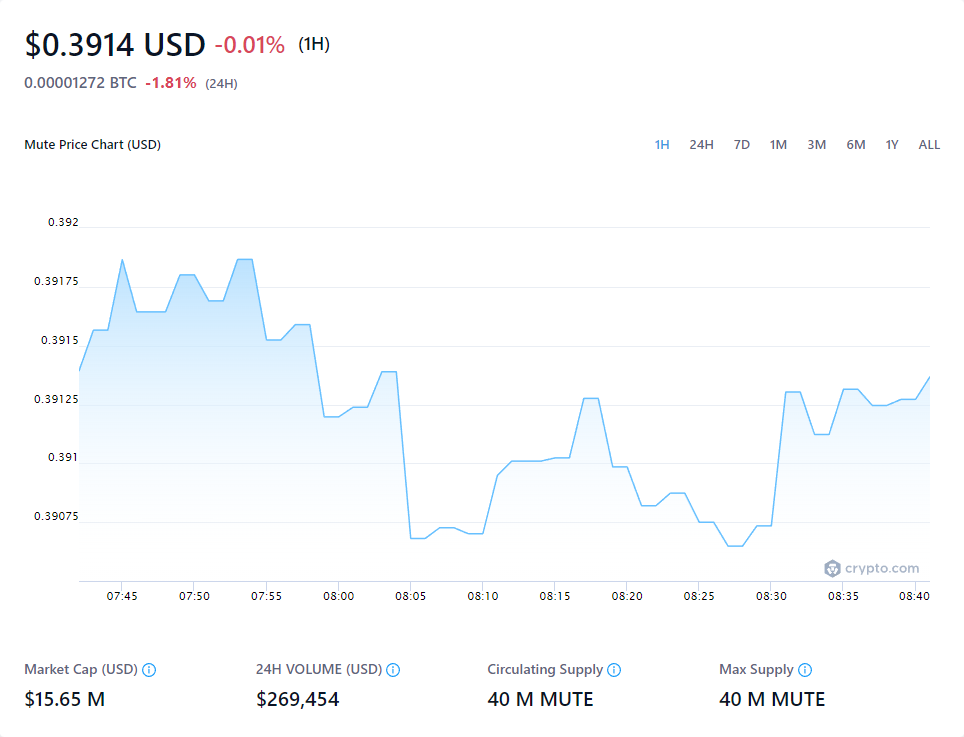 $0.3914 USD -0.01% (1H)
0.00001272 BTC -1.81% (24H)
Mute Price Chart (USD) 1H 24H 7D 1M 3M 6M 1Y ALL
0.392
0.39175
0.3915
0.39125
0.391
0.39075
crypto.com
07:45 07:50 07:55 08:00 08:05 08:10 08:15 08:20 08:25 08:30 08:35 08:40
Market Cap (USD) 24H VOLUME (USD) Circulating Supply Max Supply
$15.65 M $269,454 40 M MUTE 40 M MUTE